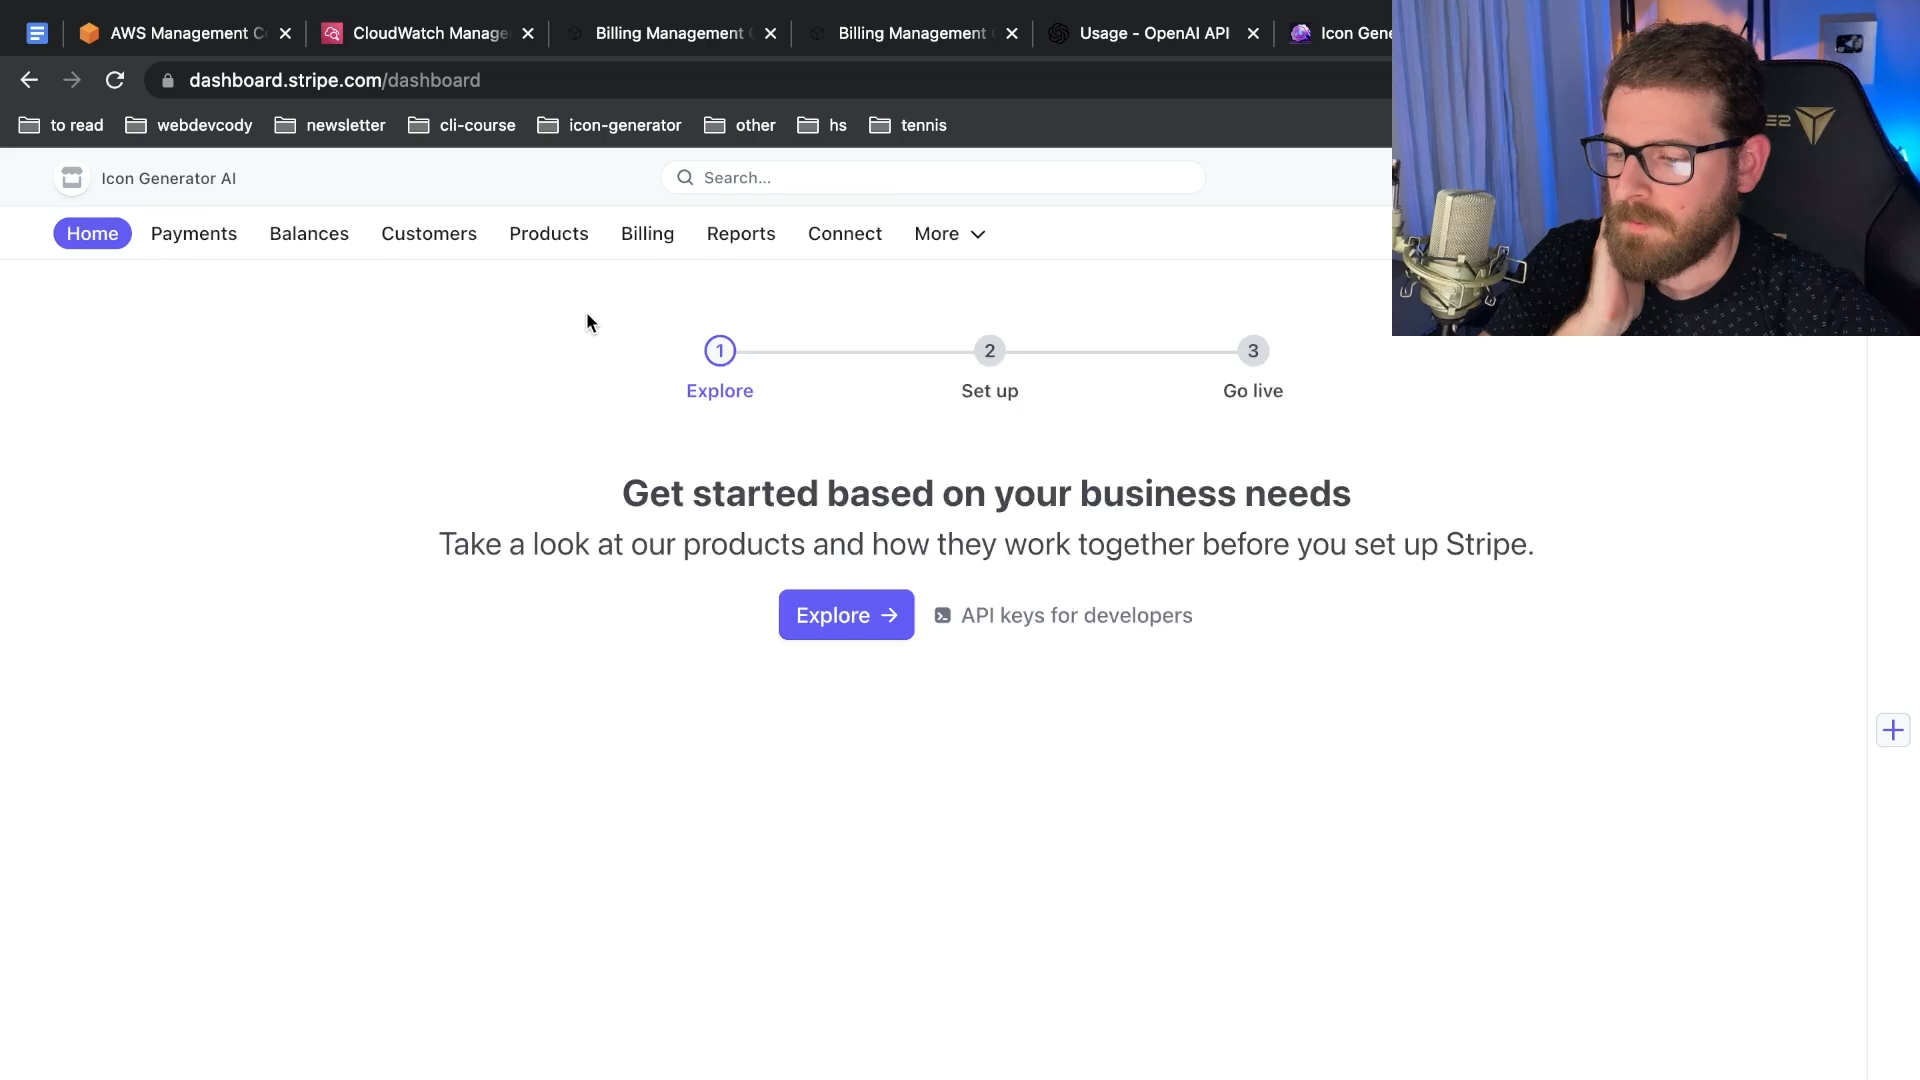 AWS Management C
CloudWatch Manage
Billing Management
Billing Management
Usage - OpenAI API
Icon Gene
dashboard.stripe.com/dashboard
to read
webdevcody
newsletter
cli-course
icon-generator
other
hs
tennis
Icon Generator AI
Search...
Home
Payments
Balances
Customers
Products
Billing
Reports
Connect
More
1
2
3
Explore
Set up
Go live
Get started based on your business needs
Take a look at our products and how they work together before you set up Stripe.
Explore →
API keys for developers